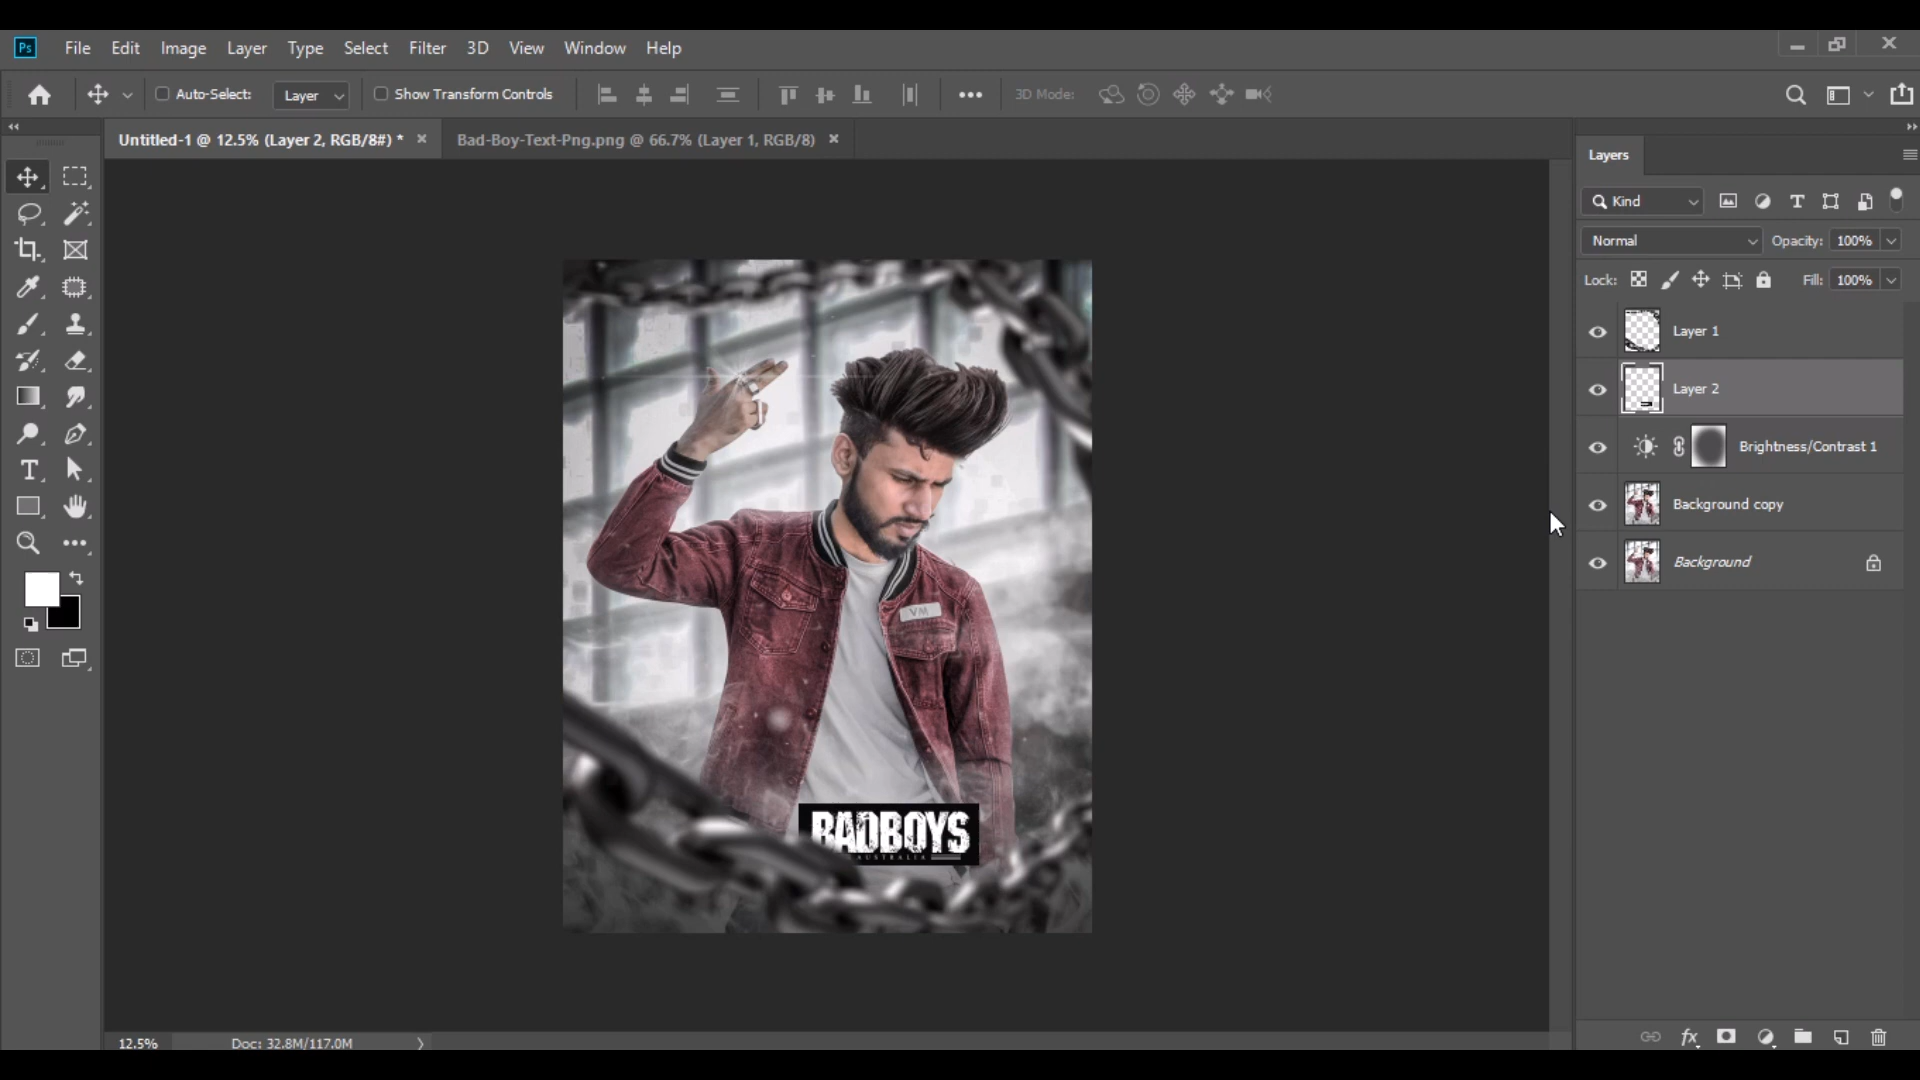 Ps File Edit Image Layer Type Select Filter 3D View Window Help
Auto-Select: Layer Show Transform Controls 3D Mode:
Untitled-1 @ 12.5% (Layer 2, RGB/8#) * Bad-Boy-Text-Png.png @ 66.7% (Layer 1, RGB/8)
Layers
Kind
Normal Opacity: 100%
Lock: Fill: 100%
Layer 1
Layer 2
Brightness/Contrast 1
Background copy
Background
VM
BADBOYS
AUSTRALIA
12.5% Doc: 32.8M/117.0M